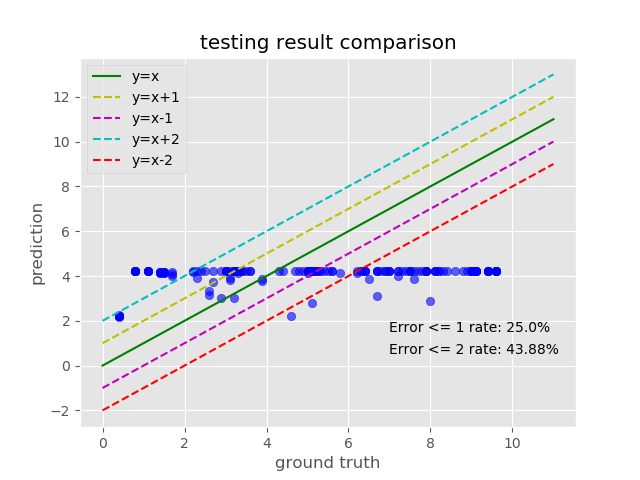 testing result comparison
y=x
y=x+1
y=x-1
y=x+2
y=x-2
12
10
8
6
4
2
0
−2
prediction
Error <= 1 rate: 25.0%
Error <= 2 rate: 43.88%
0 2 4 6 8 10
ground truth